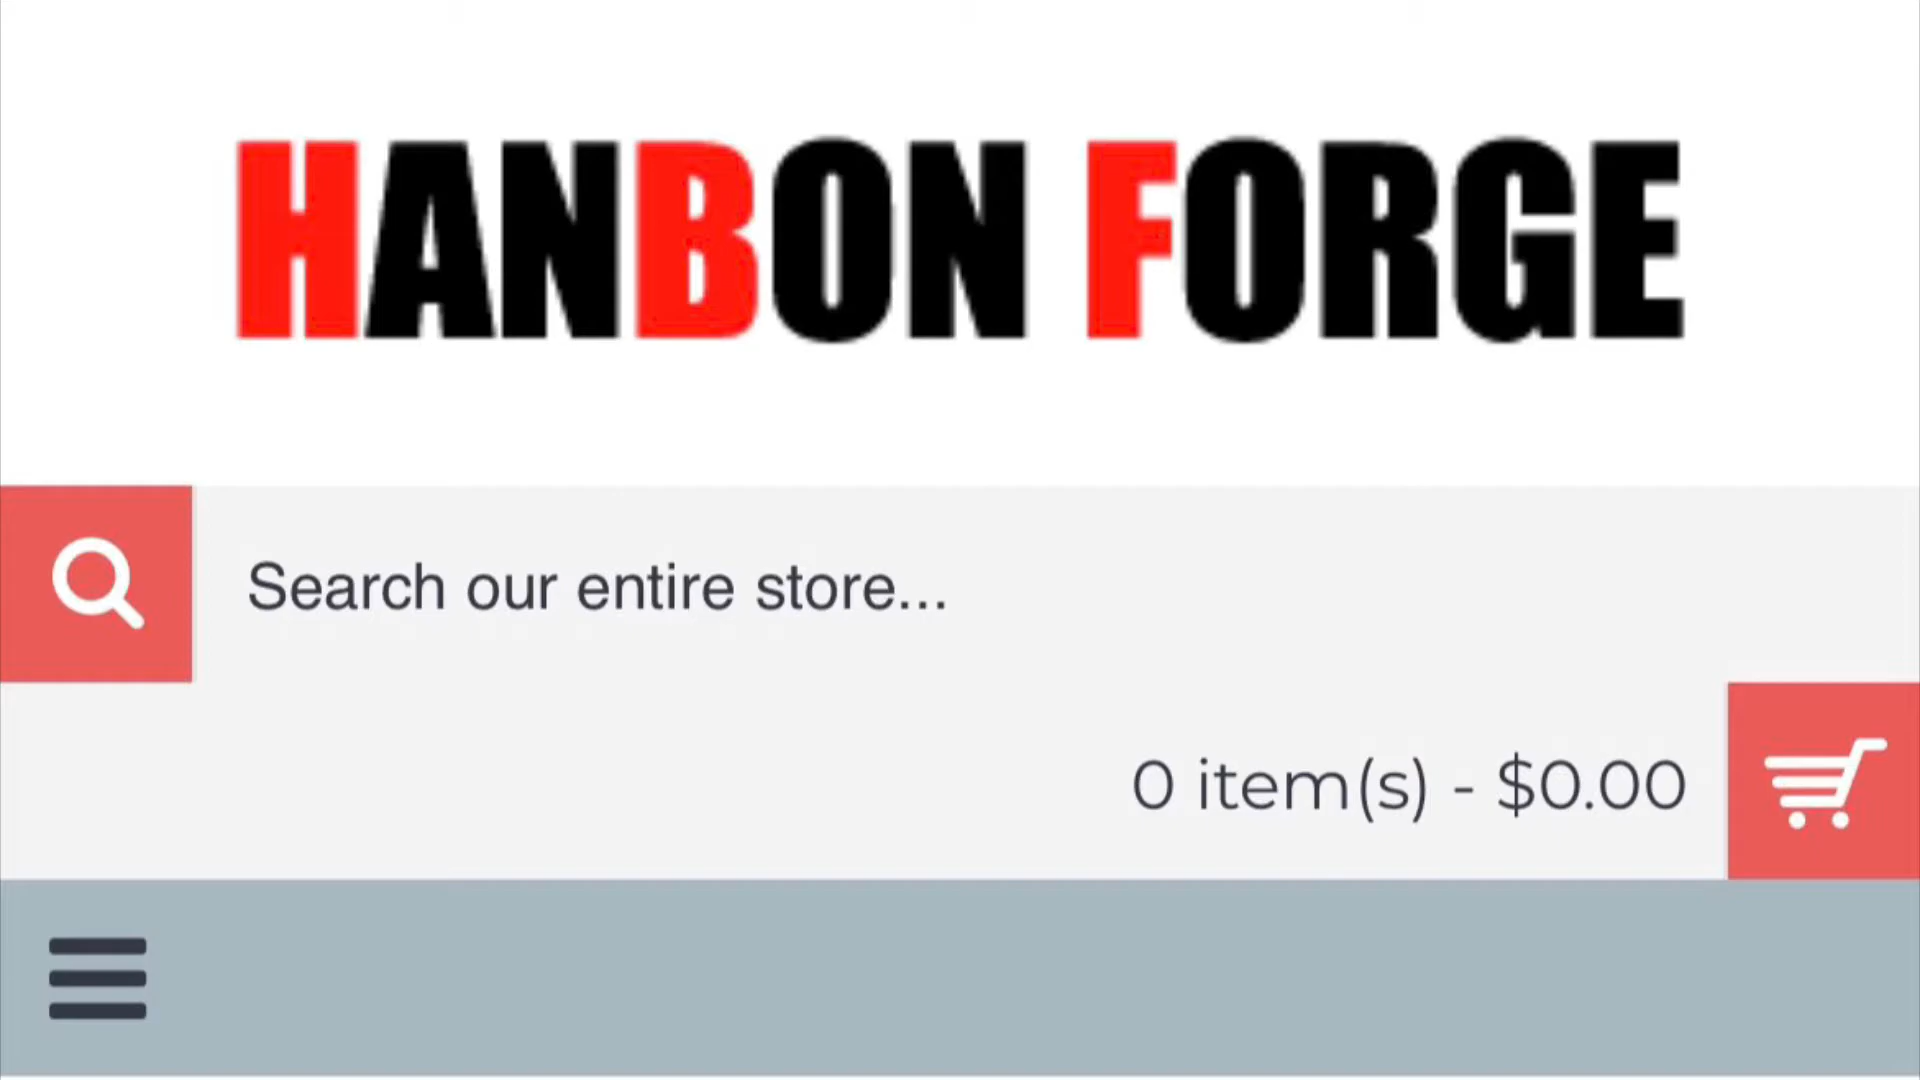 HANBON FORGE
Search our entire store...
0 item(s) - $0.00